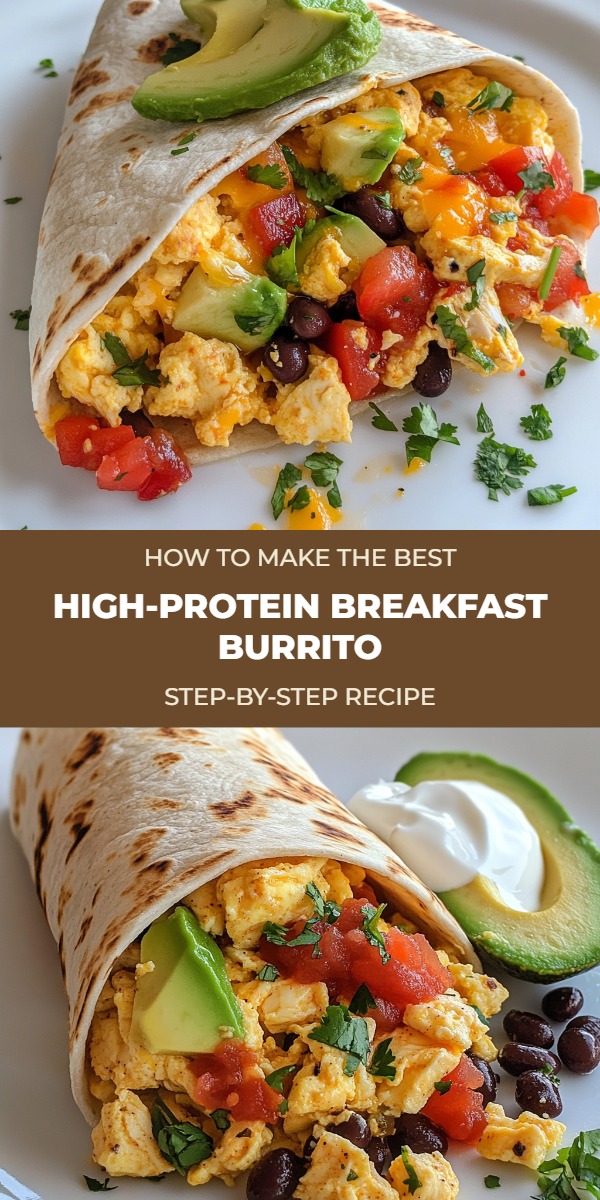 HOW TO MAKE THE BEST
HIGH-PROTEIN BREAKFAST
BURRITO
STEP-BY-STEP RECIPE